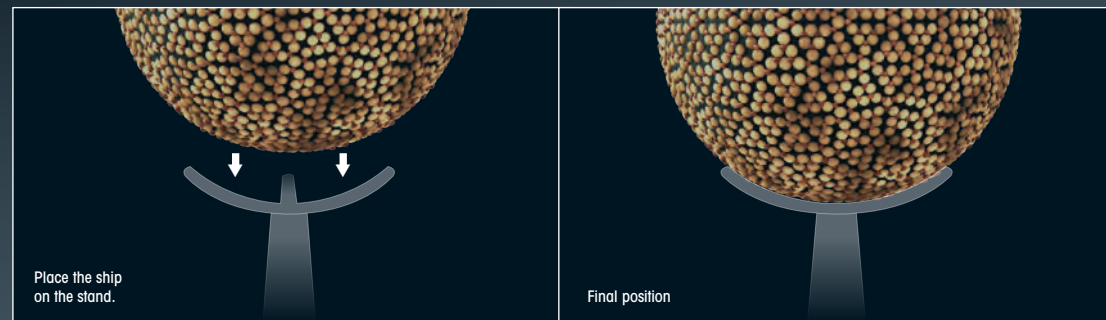 Place the ship
on the stand.
Final position